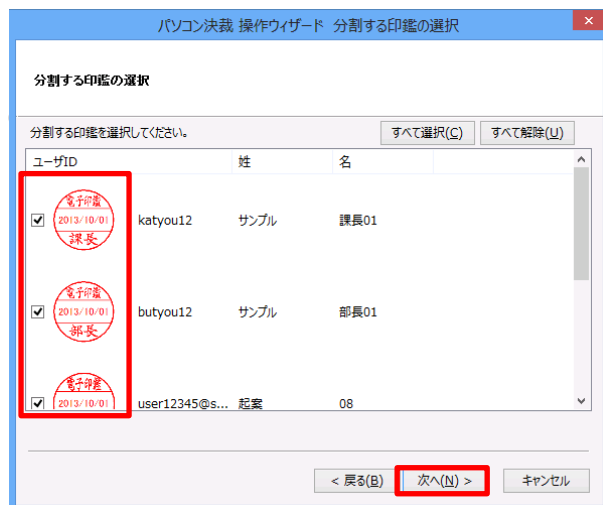 パソコン決裁 操作ウィザード 分割する印鑑の選択
分割する印鑑の選択
分割する印鑑を選択してください。 すべて選択(C) すべて解除(U)
ユーザID 姓 名
電子印鑑
2013/10/01
課長
katyou12 サンプル 課長01
電子印鑑
2013/10/01
部長
butyou12 サンプル 部長01
電子印鑑
2013/10/01
user12345@s... 起案 08
< 戻る(B) 次へ(N) > キャンセル